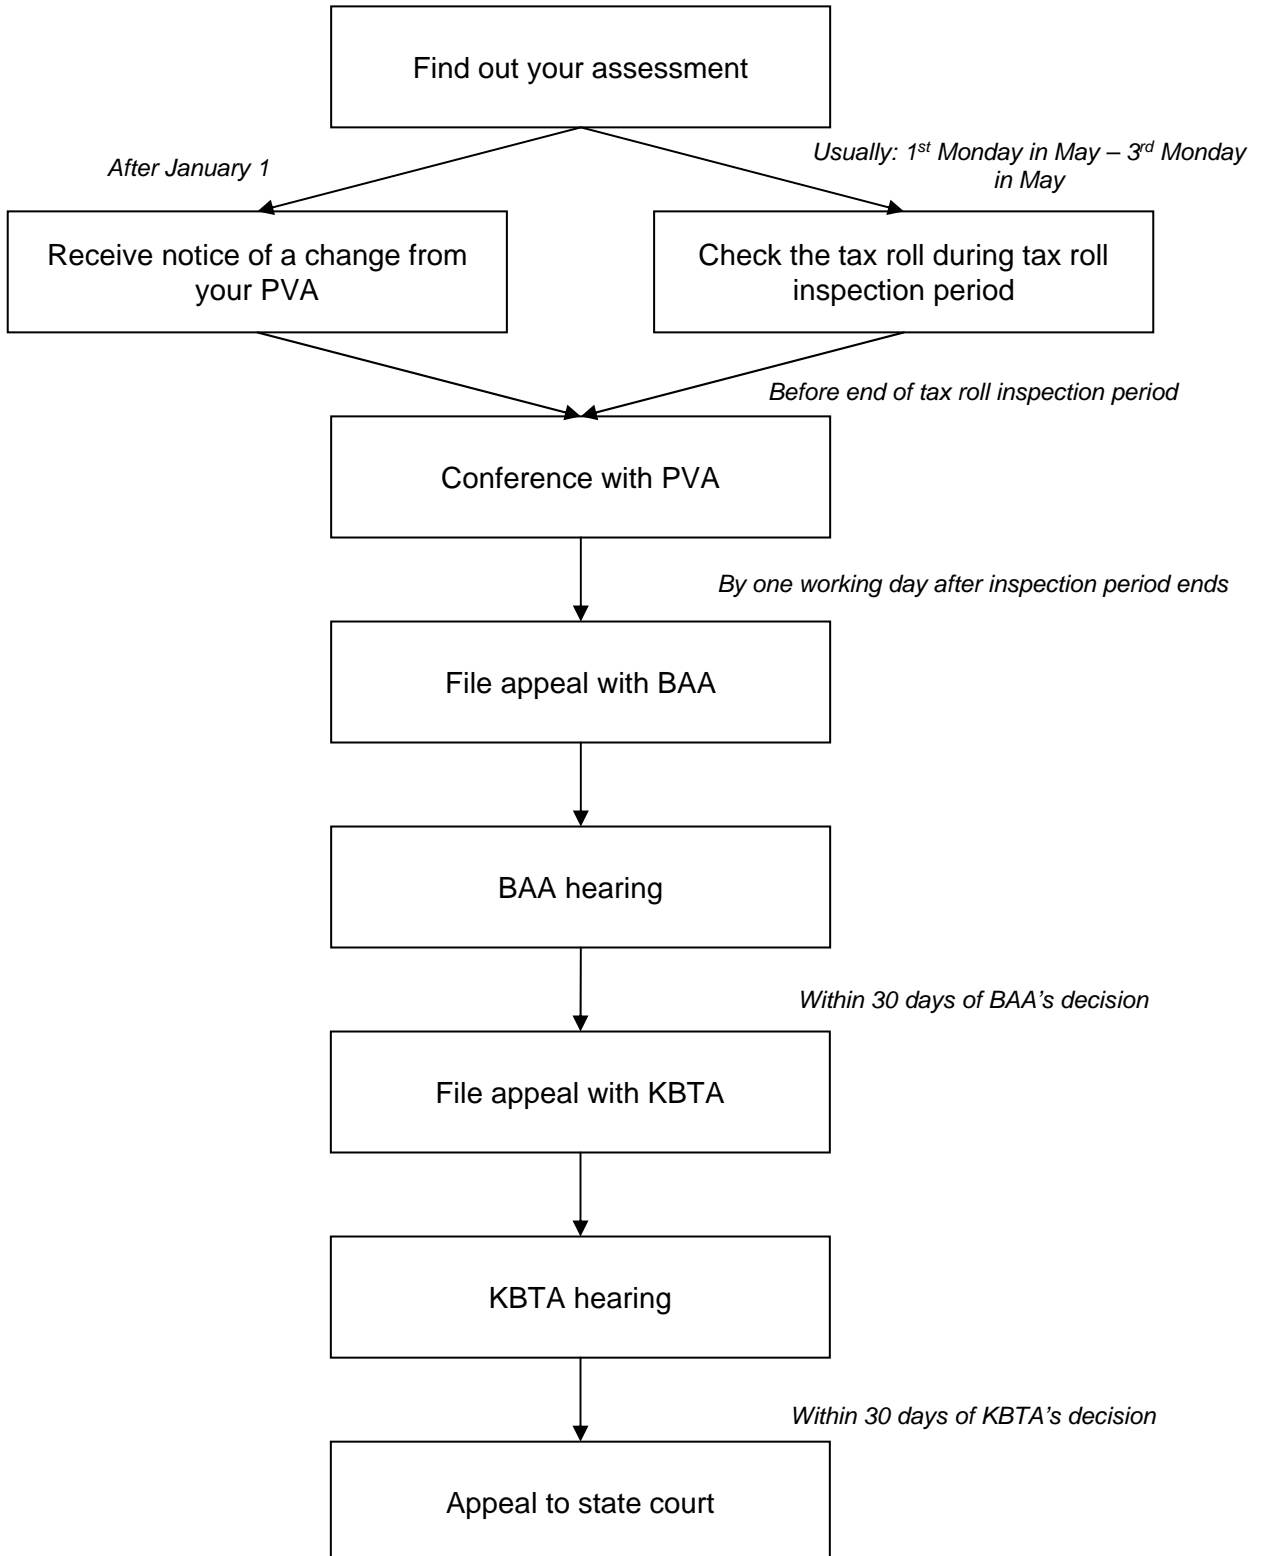 Find out your assessment
After January 1
Usually: 1st Monday in May – 3rd Monday
in May
Receive notice of a change from
your PVA
Check the tax roll during tax roll
inspection period
Before end of tax roll inspection period
Conference with PVA
By one working day after inspection period ends
File appeal with BAA
BAA hearing
Within 30 days of BAA’s decision
File appeal with KBTA
KBTA hearing
Within 30 days of KBTA’s decision
Appeal to state court